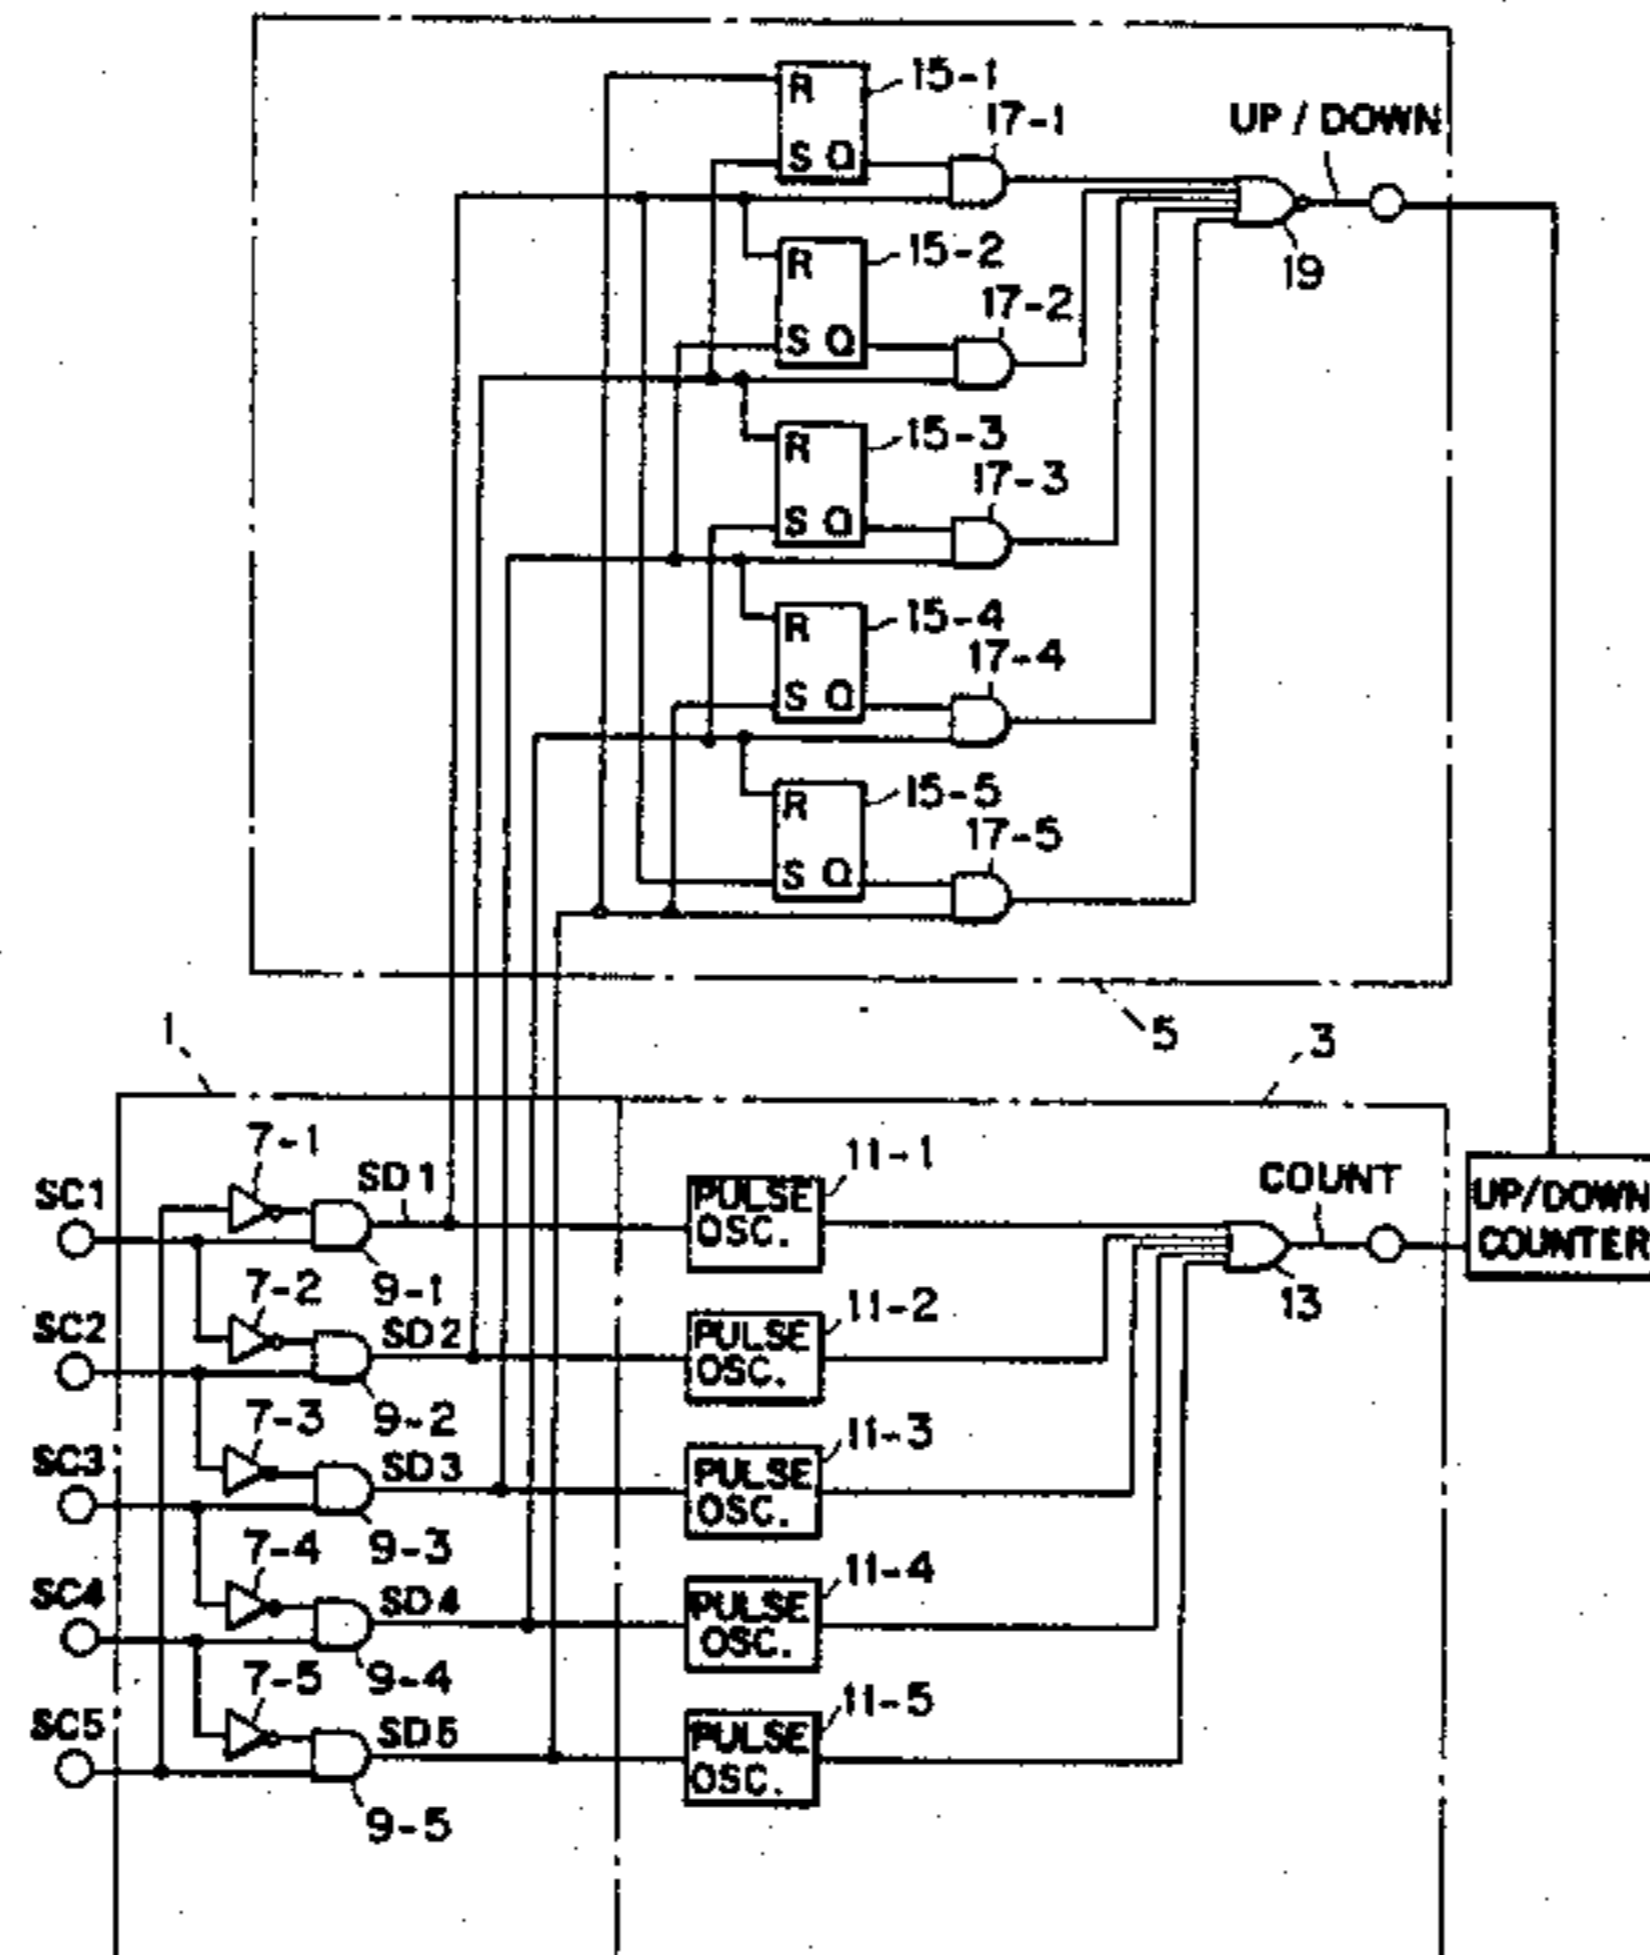 R
15-1
17-1
UP / DOWN
S Q
R
15-2
19
17-2
S Q
R
15-3
17-3
S Q
R
15-4
17-4
S Q
R
15-5
17-5
S Q
1
5
3
7-1
SD1
11-1
SC1
PULSE
OSC.
COUNT
UP/DOWN
COUNTER
9-1
13
7-2
SD2
11-2
SC2
PULSE
OSC.
9-2
7-3
SD3
11-3
SC3
PULSE
OSC.
9-3
7-4
SD4
11-4
SC4
PULSE
OSC.
9-4
7-5
SD5
11-5
SC5
PULSE
OSC.
9-5